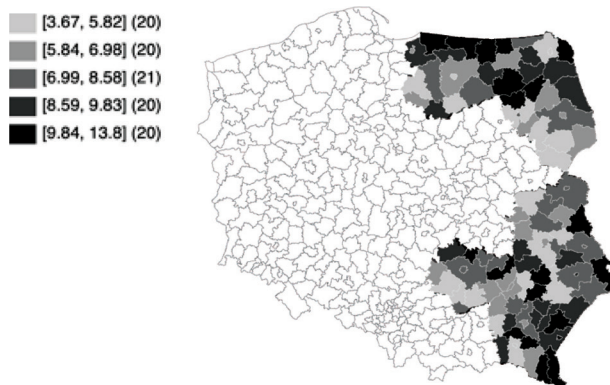 [3.67, 5.82] (20)
[5.84, 6.98] (20)
[6.99, 8.58] (21)
[8.59, 9.83] (20)
[9.84, 13.8] (20)